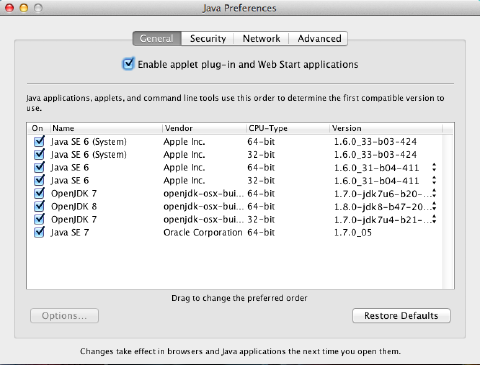 Java Preferences
General Security Network Advanced
Enable applet plug-in and Web Start applications
Java applications, applets, and command line tools use this order to determine the first compatible version to
use.
On Name Vendor CPU-Type Version
Java SE 6 (System) Apple Inc. 64-bit 1.6.0_33-b03-424
Java SE 6 (System) Apple Inc. 32-bit 1.6.0_33-b03-424
Java SE 6 Apple Inc. 64-bit 1.6.0_31-b04-411
Java SE 6 Apple Inc. 32-bit 1.6.0_31-b04-411
OpenJDK 7 openjdk-osx-bui... 64-bit 1.7.0-jdk7u6-b20-...
OpenJDK 8 openjdk-osx-bui... 64-bit 1.8.0-jdk8-b47-20...
OpenJDK 7 openjdk-osx-bui... 32-bit 1.7.0-jdk7u4-b21-...
Java SE 7 Oracle Corporation 64-bit 1.7.0_05
Drag to change the preferred order
Options... Restore Defaults
Changes take effect in browsers and Java applications the next time you open them.